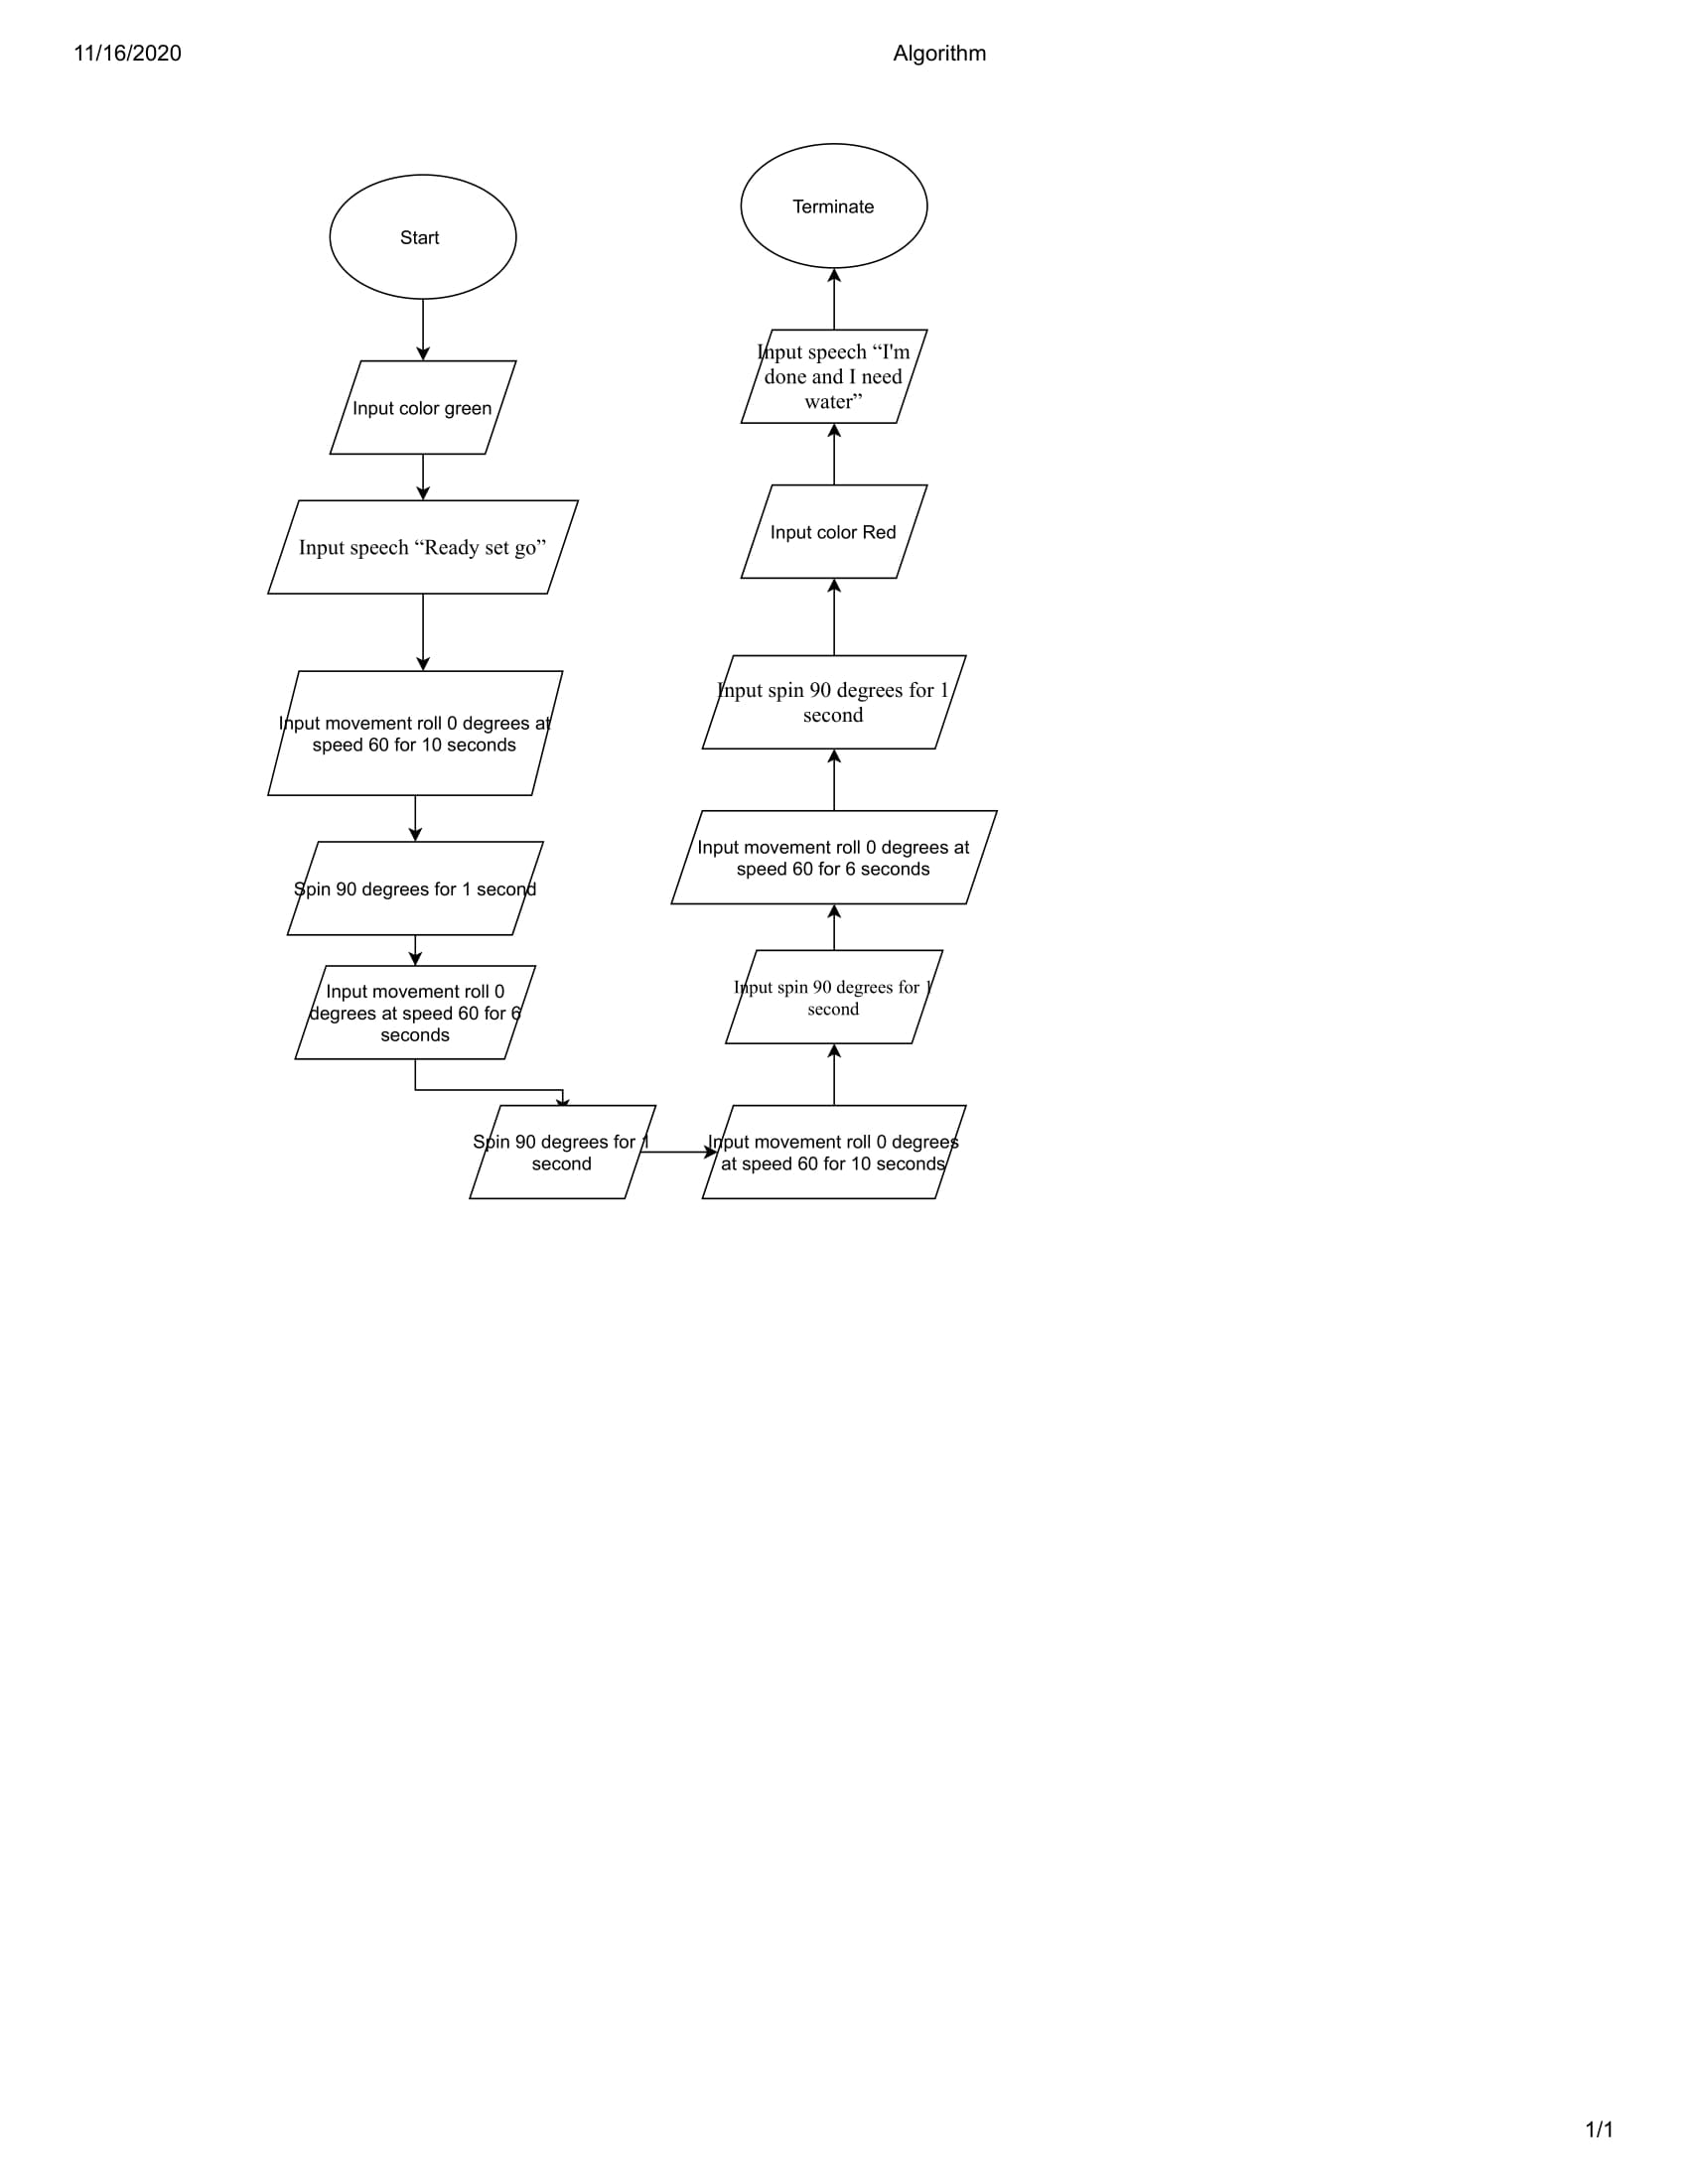 11/16/2020
Algorithm
Start
Input color green
Input speech “Ready set go”
Input movement roll 0 degrees at
speed 60 for 10 seconds
Spin 90 degrees for 1 second
Input movement roll 0
degrees at speed 60 for 6
seconds
Spin 90 degrees for 1
second
Input movement roll 0 degrees
at speed 60 for 10 seconds
Input spin 90 degrees for 1
second
Input movement roll 0 degrees at
speed 60 for 6 seconds
Input spin 90 degrees for 1
second
Input color Red
Input speech “I'm
done and I need
water”
Terminate
1/1